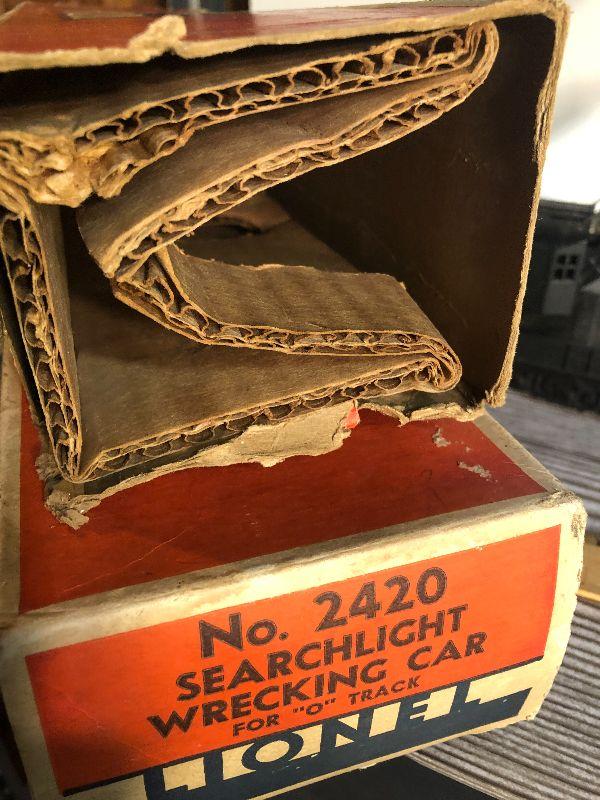 No. 2420
SEARCHLIGHT
WRECKING CAR
FOR "O" TRACK
LIONEL